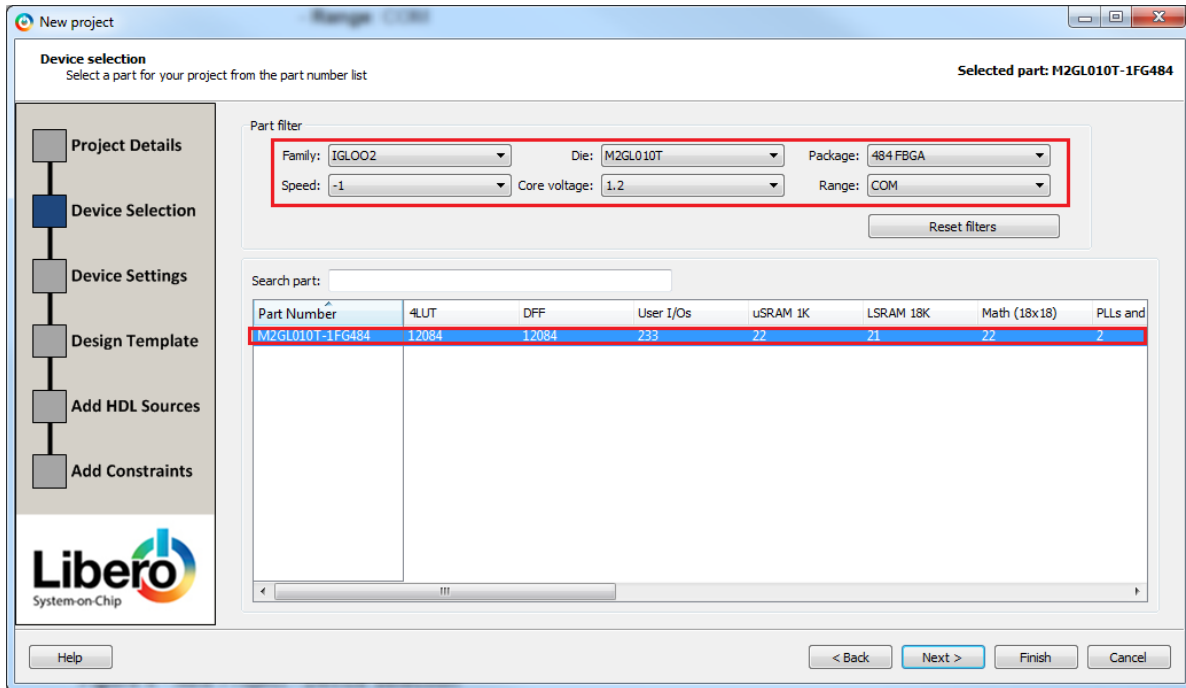 - Range: COM
New project
Device selection
Select a part for your project from the part number list
Selected part: M2GL010T-1FG484
Project Details
Device Selection
Device Settings
Design Template
Add HDL Sources
Add Constraints
Libero
System-on-Chip
Part filter
Family: IGLOO2 Die: M2GL010T Package: 484 FBGA
Speed: -1 Core voltage: 1.2 Range: COM
Reset filters
Search part:
Part Number 4LUT DFF User I/Os uSRAM 1K LSRAM 18K Math (18x18) PLLs and
M2GL010T-1FG484 12084 12084 233 22 21 22 2
Help < Back Next > Finish Cancel